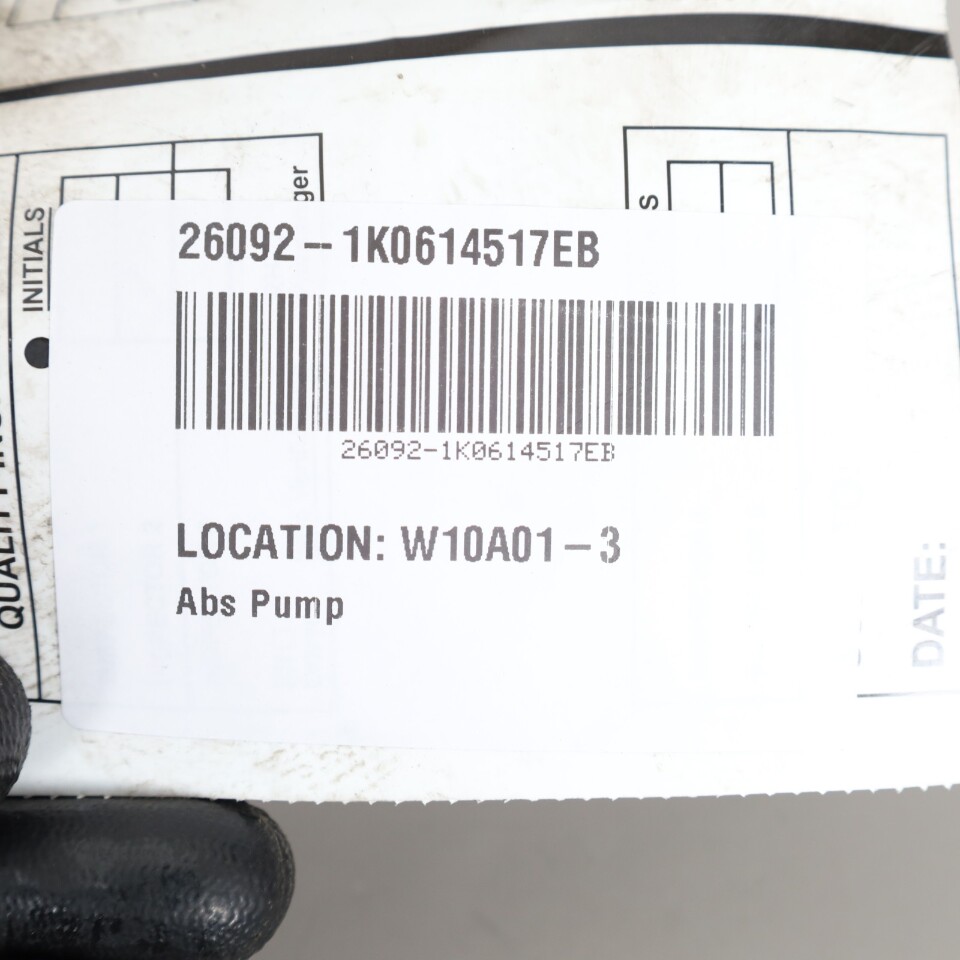 26092-1K0614517EB
26092-1K0614517EB
LOCATION: W10A01-3
Abs Pump
INITIALS
DATE: